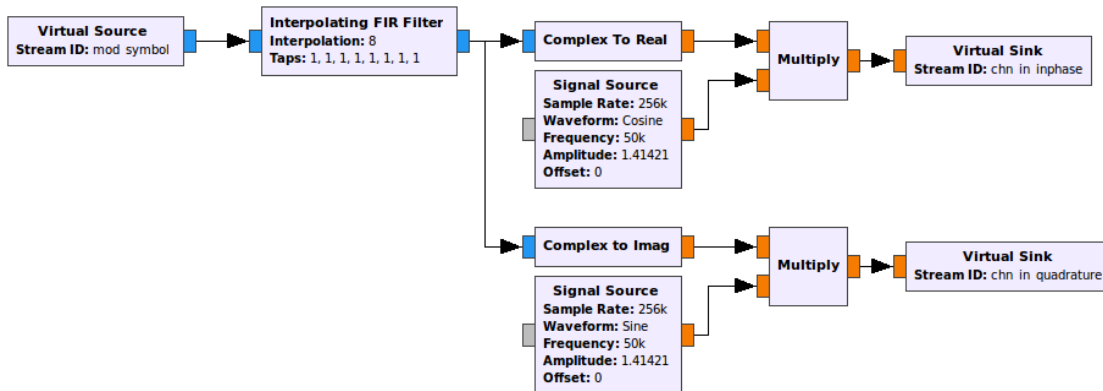 Virtual Source
Stream ID: mod symbol
Interpolating FIR Filter
Interpolation: 8
Taps: 1, 1, 1, 1, 1, 1, 1, 1
Complex To Real
Signal Source
Sample Rate: 256k
Waveform: Cosine
Frequency: 50k
Amplitude: 1.41421
Offset: 0
Multiply
Virtual Sink
Stream ID: chn in inphase
Complex to Imag
Signal Source
Sample Rate: 256k
Waveform: Sine
Frequency: 50k
Amplitude: 1.41421
Offset: 0
Multiply
Virtual Sink
Stream ID: chn in quadrature